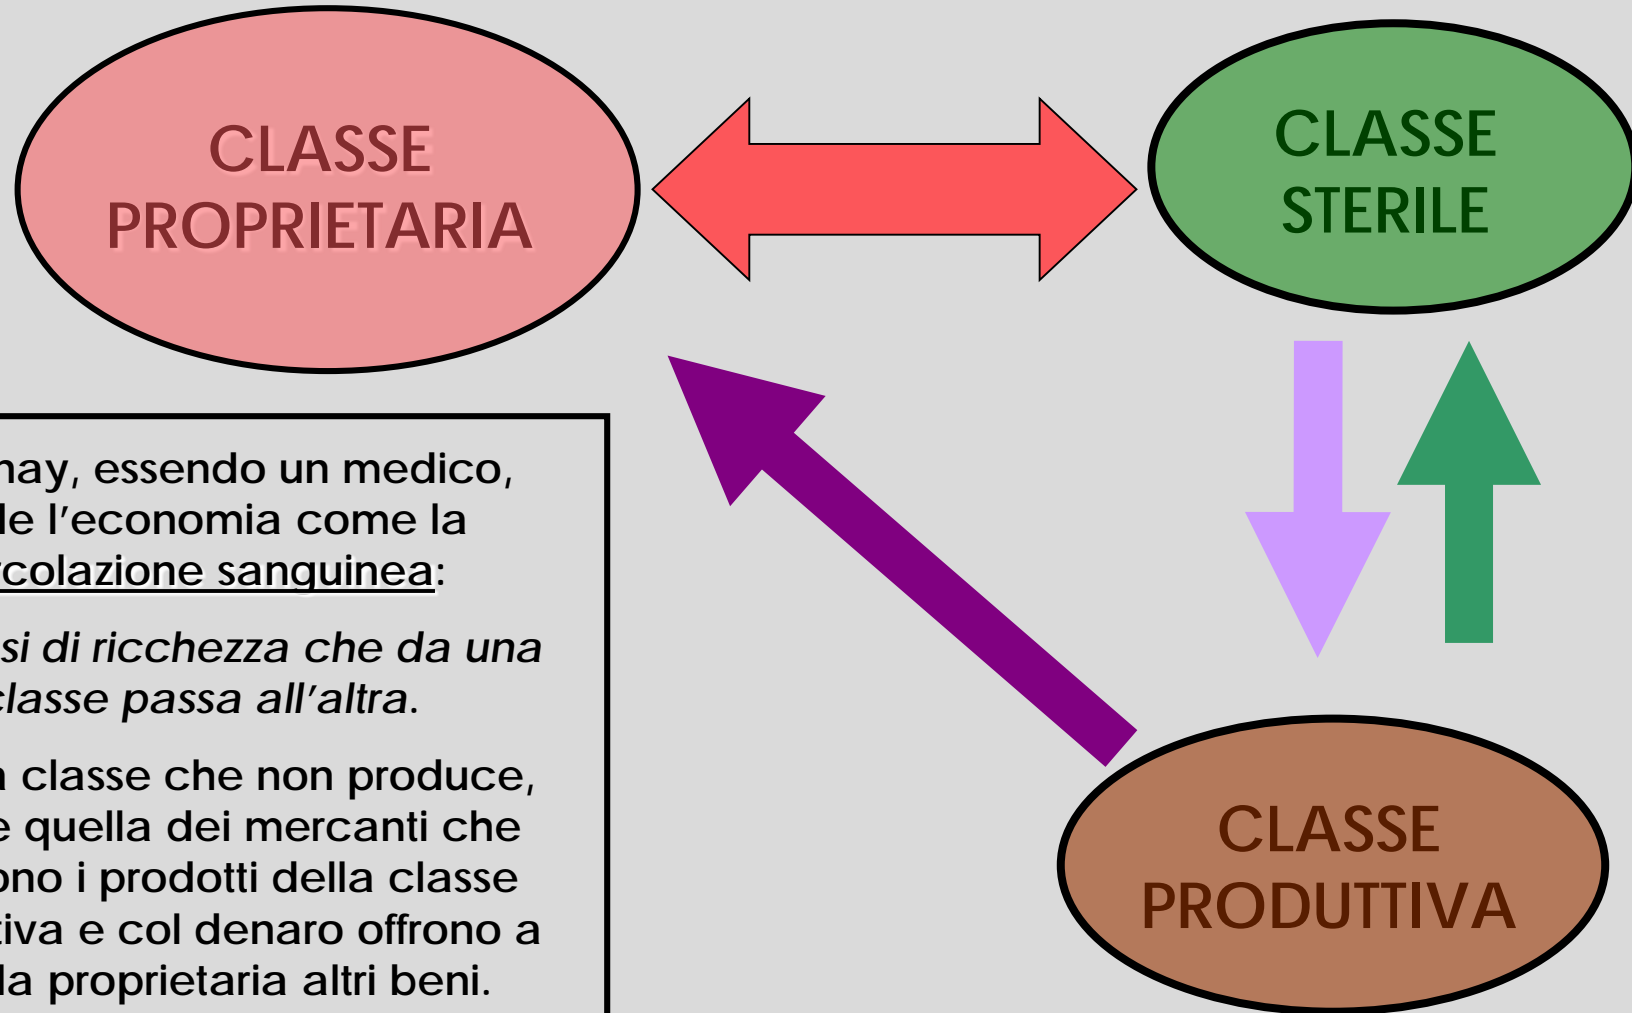 CLASSE
PROPRIETARIA
CLASSE
STERILE
nay, essendo un medico,
le l'economia come la
rcolazione sanguinea:
si di ricchezza che da una
classe passa all'altra.
a classe che non produce,
e quella dei mercanti che
ono i prodotti della classe
tiva e col denaro offrono a
la proprietaria altri beni.
CLASSE
PRODUTTIVA